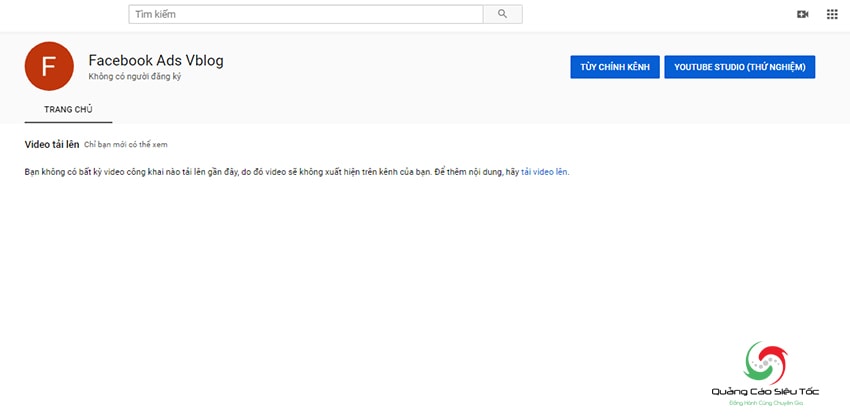 Tìm kiếm
F
Facebook Ads Vblog
Không có người đăng ký
TÙY CHỈNH KÊNH
YOUTUBE STUDIO (THỬ NGHIỆM)
TRANG CHỦ
Video tải lên Chỉ bạn mới có thể xem
Bạn không có bất kỳ video công khai nào tải lên gần đây, do đó video sẽ không xuất hiện trên kênh của bạn. Để thêm nội dung, hãy tải video lên.
Quảng Cáo Siêu Tốc
Đồng Hành Cùng Chuyên Gia